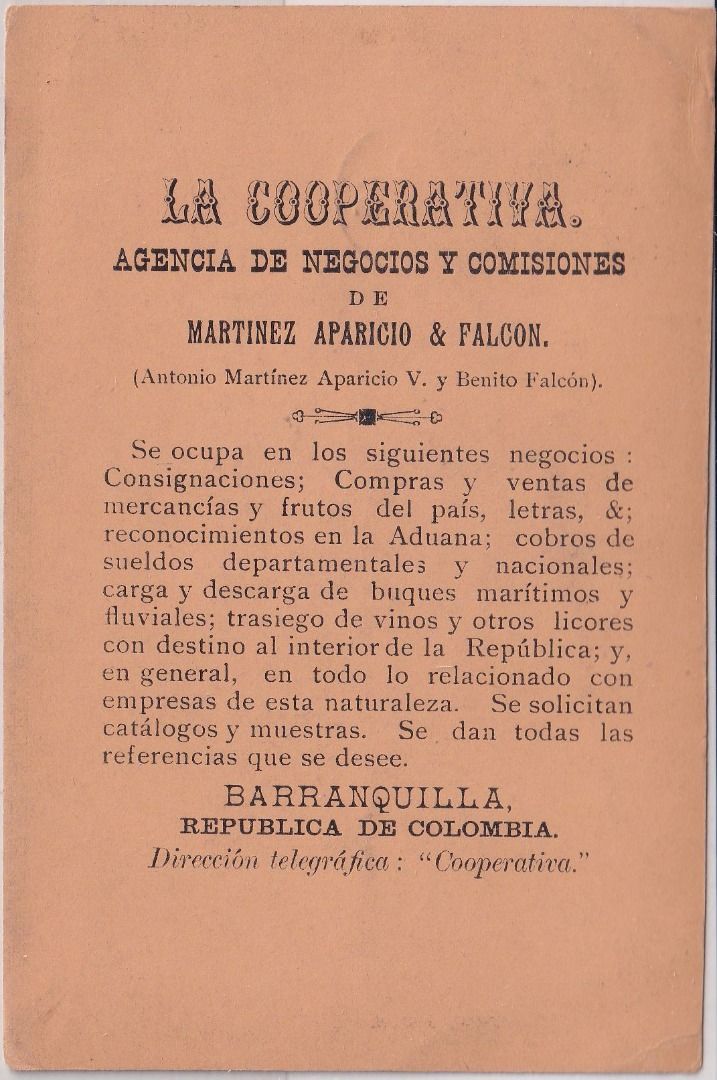 LA COOPERATIVA.
AGENCIA DE NEGOCIOS Y COMISIONES
DE
MARTINEZ APARICIO & FALCON.
(Antonio Martínez Aparicio V. y Benito Falcón).
Se ocupa en los siguientes negocios :
Consignaciones; Compras y ventas de
mercancías y frutos del país, letras, &;
reconocimientos en la Aduana; cobros de
sueldos departamentales y nacionales;
carga y descarga de buques marítimos y
fluviales; trasiego de vinos y otros licores
con destino al interior de la República; y,
en general, en todo lo relacionado con
empresas de esta naturaleza. Se solicitan
catálogos y muestras. Se dan todas las
referencias que se desee.
BARRANQUILLA,
REPUBLICA DE COLOMBIA.
Dirección telegráfica : “Cooperativa.”